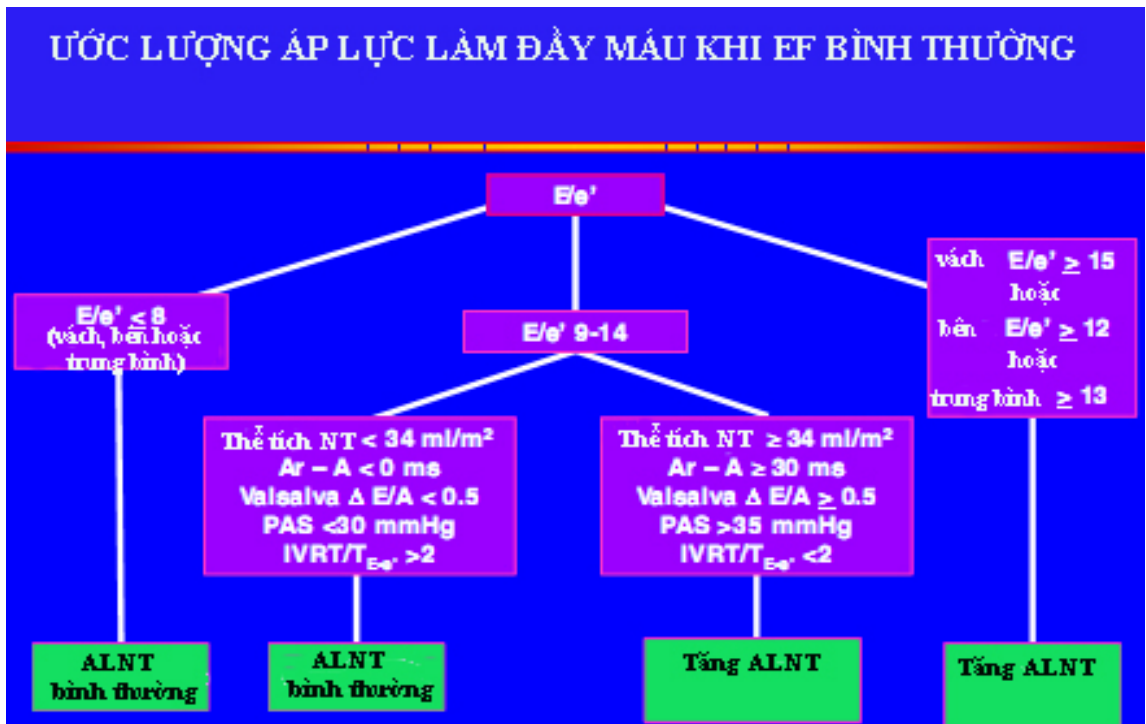 ƯỚC LƯỢNG ÁP LỰC LÀM ĐẦY MÁU KHI EF BÌNH THƯỜNG
E/e'
E/e' ≤ 8
(vách, bên hoặc
trung bình)
E/e' 9-14
vách E/e' ≥ 15
hoặc
bên E/e' ≥ 12
hoặc
trung bình ≥ 13
Thể tích NT < 34 ml/m²
Ar – A < 0 ms
Valsalva Δ E/A < 0.5
PAS <30 mmHg
IVRT/T_E-e' >2
Thể tích NT ≥ 34 ml/m²
Ar – A ≥ 30 ms
Valsalva Δ E/A ≥ 0.5
PAS >35 mmHg
IVRT/T_E-e' <2
ALNT
bình thường
ALNT
bình thường
Tăng ALNT
Tăng ALNT